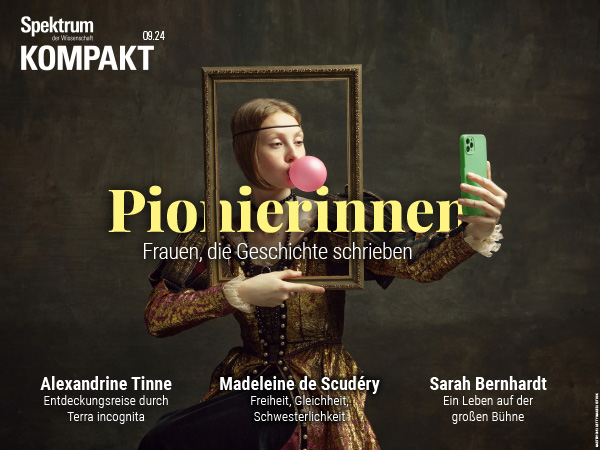 Spektrum
der Wissenschaft
KOMPAKT
09.24
Pionierinnen
Frauen, die Geschichte schrieben
Alexandrine Tinne
Entdeckungsreise durch
Terra incognita
Madeleine de Scudéry
Freiheit, Gleichheit,
Schwesterlichkeit
Sarah Bernhardt
Ein Leben auf der
großen Bühne